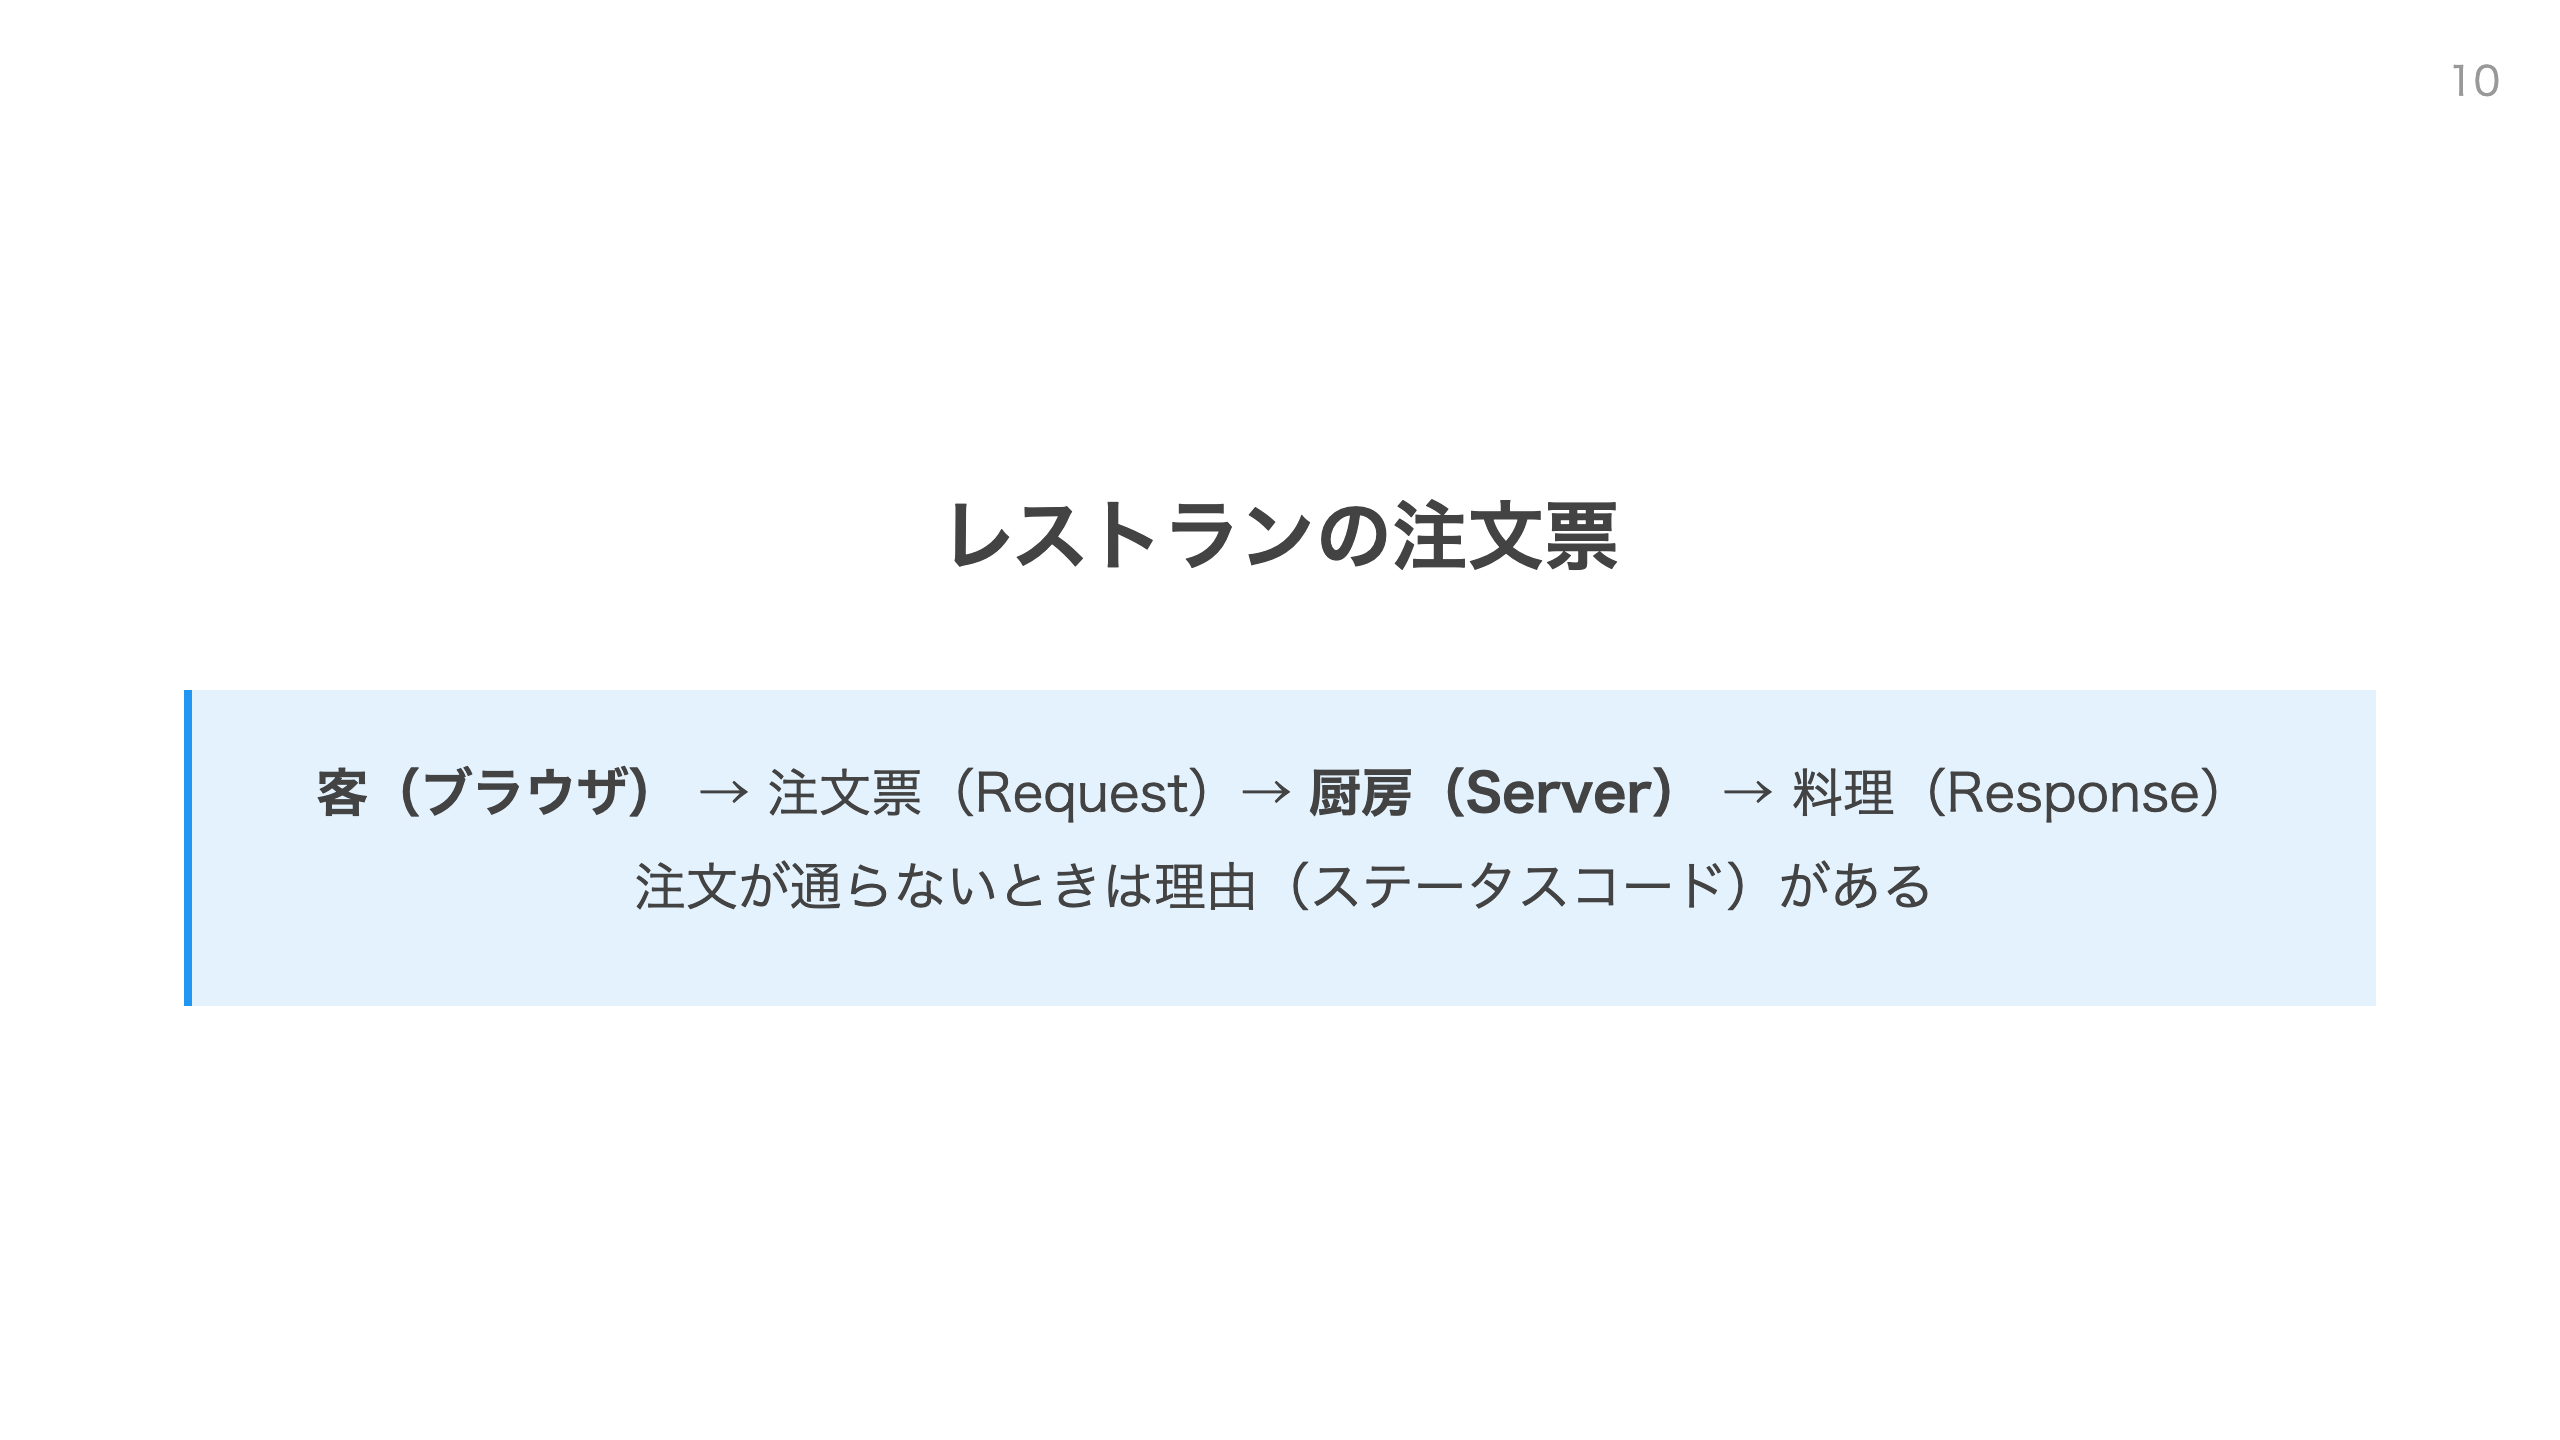 10
レストランの注文票
客（ブラウザ） → 注文票（Request）→ 厨房（Server） → 料理（Response）
注文が通らないときは理由（ステータスコード）がある